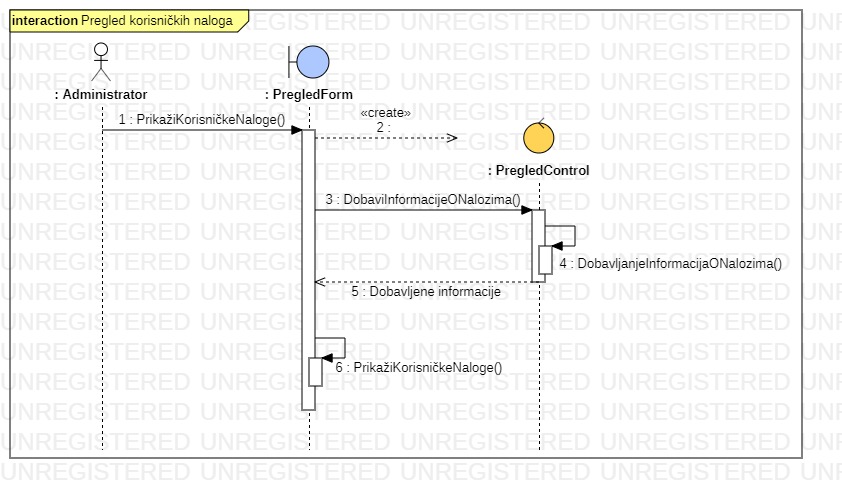 interaction Pregled korisničkih naloga
: Administrator
: PregledForm
1 : PrikažiKorisničkeNaloge()
«create»
2 :
: PregledControl
3 : DobaviInformacijeONalozima()
4 : DobavljanjeInformacijaONalozima()
5 : Dobavljene informacije
6 : PrikažiKorisničkeNaloge()
UNREGISTERED UNREGISTERED UNREGISTERED UNREGISTERED